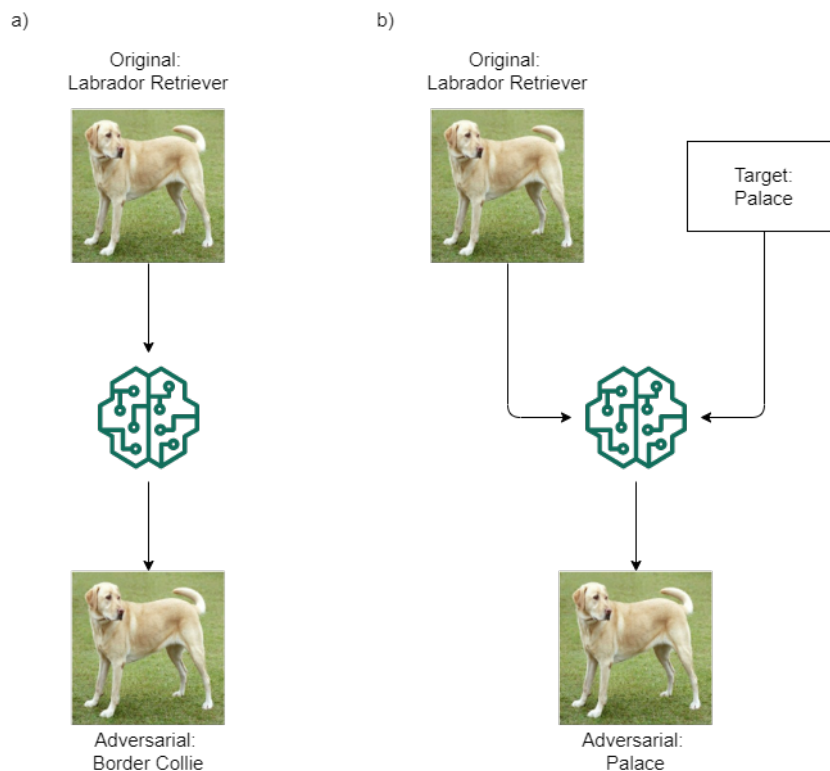 a)
Original:
Labrador Retriever
Adversarial:
Border Collie
b)
Original:
Labrador Retriever
Target:
Palace
Adversarial:
Palace